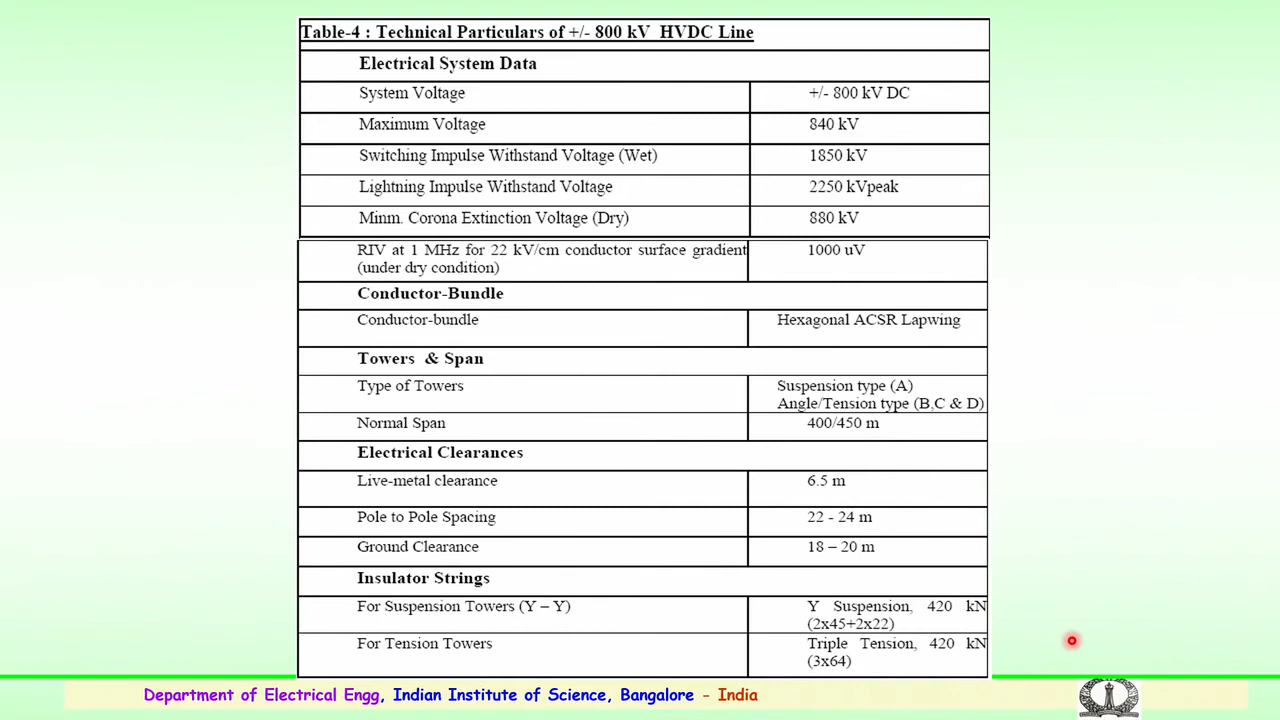 Table-4 : Technical Particulars of +/- 800 kV HVDC Line
Electrical System Data
System Voltage +/- 800 kV DC
Maximum Voltage 840 kV
Switching Impulse Withstand Voltage (Wet) 1850 kV
Lightning Impulse Withstand Voltage 2250 kVpeak
Minm. Corona Extinction Voltage (Dry) 880 kV
RIV at 1 MHz for 22 kV/cm conductor surface gradient 1000 uV
(under dry condition)
Conductor-Bundle
Conductor-bundle Hexagonal ACSR Lapwing
Towers & Span
Type of Towers Suspension type (A)
Angle/Tension type (B,C & D)
Normal Span 400/450 m
Electrical Clearances
Live-metal clearance 6.5 m
Pole to Pole Spacing 22 - 24 m
Ground Clearance 18 – 20 m
Insulator Strings
For Suspension Towers (Y – Y) Y Suspension, 420 kN
(2x45+2x22)
For Tension Towers Triple Tension, 420 kN
(3x64)
Department of Electrical Engg, Indian Institute of Science, Bangalore - India